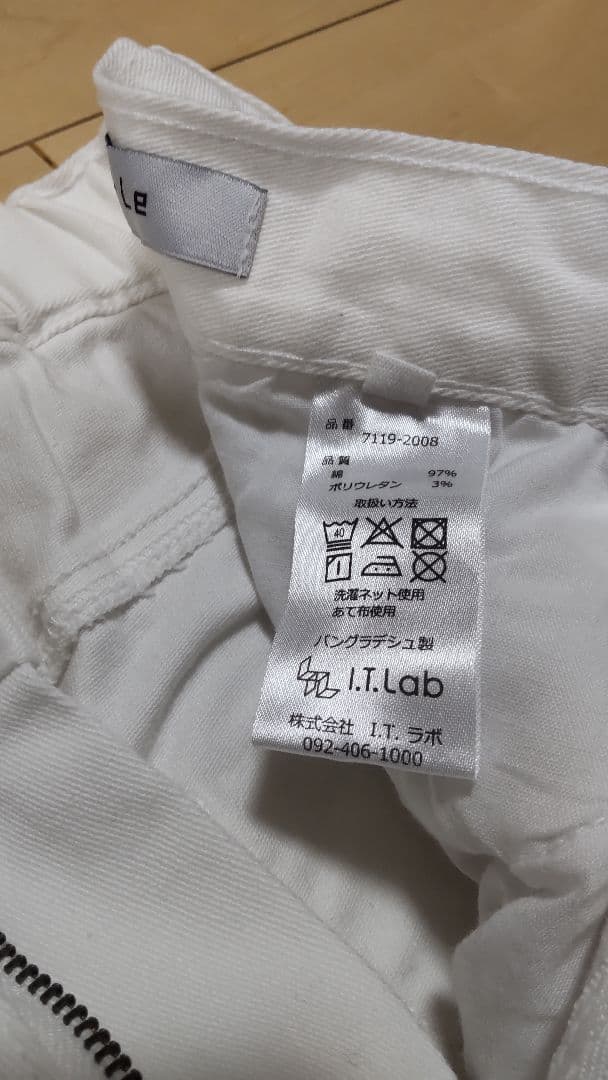 Le
品番
7119-2008
品質
綿 97%
ポリウレタン 3%
取扱い方法
40
洗濯ネット使用
あて布使用
バングラデシュ製
I.T.Lab
株式会社 I.T. ラボ
092-406-1000